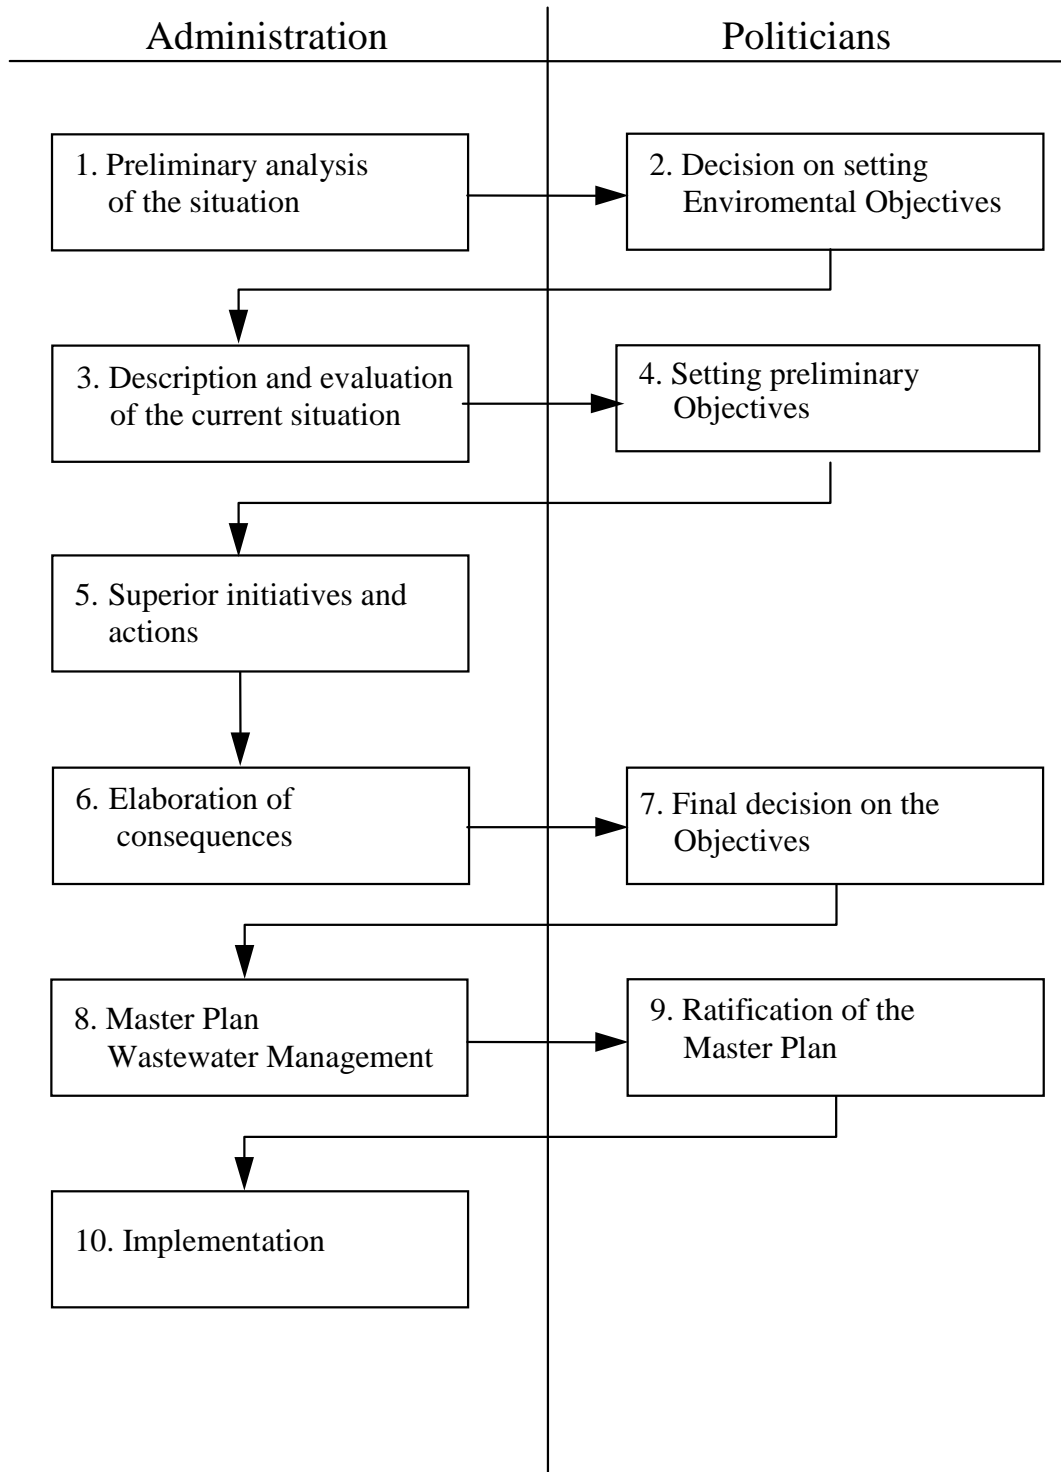 Administration
Politicians
1. Preliminary analysis
of the situation
2. Decision on setting
Enviromental Objectives
3. Description and evaluation
of the current situation
4. Setting preliminary
Objectives
5. Superior initiatives and
actions
6. Elaboration of
consequences
7. Final decision on the
Objectives
8. Master Plan
Wastewater Management
9. Ratification of the
Master Plan
10. Implementation